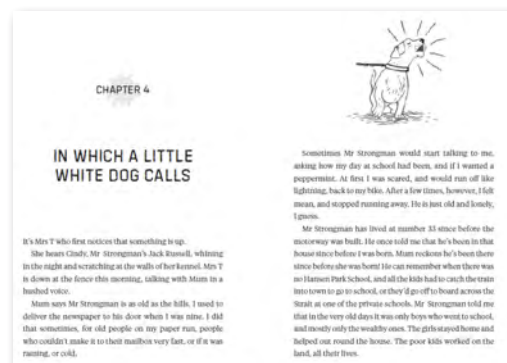 CHAPTER 4
IN WHICH A LITTLE
WHITE DOG CALLS
It's Mrs T who first notices that something is up.
She hears Cindy, Mr Strongman's Jack Russell, whining
in the night and scratching at the walls of her kennel. Mrs T
is down at the fence this morning, talking with Mum in a
hushed voice.
Mum says Mr Strongman is as old as the hills. I used to
deliver the newspaper to his door when I was nine. I did
that sometimes, for old people on my paper run, people
who couldn't make it to their mailbox very fast, or if it was
raining, or cold.
Sometimes Mr Strongman would start talking to me,
asking how my day at school had been, and if I wanted a
peppermint. At first I was scared, and would run off like
lightning, back to my bike. After a few times, however, I felt
mean, and stopped running away. He is just old and lonely,
I guess.
Mr Strongman has lived at number 33 since before the
motorway was built. He once told me that he's been in that
house since before I was born. Mum reckons he's been there
since before she was born! He can remember when there was
no Hansen Park School, and all the kids had to catch the train
into town to go to school, or they'd go off to board across the
Strait at one of the private schools. Mr Strongman told me
that in the very old days it was only boys who went to school,
and mostly only the wealthy ones. The girls stayed home and
helped out round the house. The poor kids worked on the
land, all their lives.